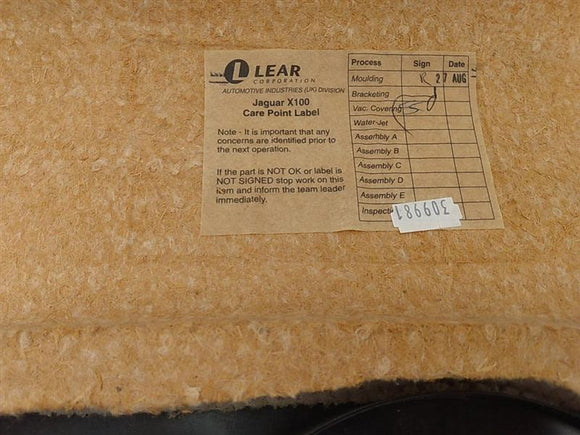 LEAR
CORPORATION
AUTOMOTIVE INDUSTRIES (UK) DIVISION
Jaguar X100
Care Point Label
Note - It is important that any
concerns are identified prior to
the next operation.
If the part is NOT OK or label is
NOT SIGNED stop work on this
item and inform the team leader
immediately.
Process Sign Date
Moulding R 27 AUG
Bracketing
Vac. Covering
Water-Jet
Assembly A
Assembly B
Assembly C
Assembly D
Assembly E
Inspecti
309981